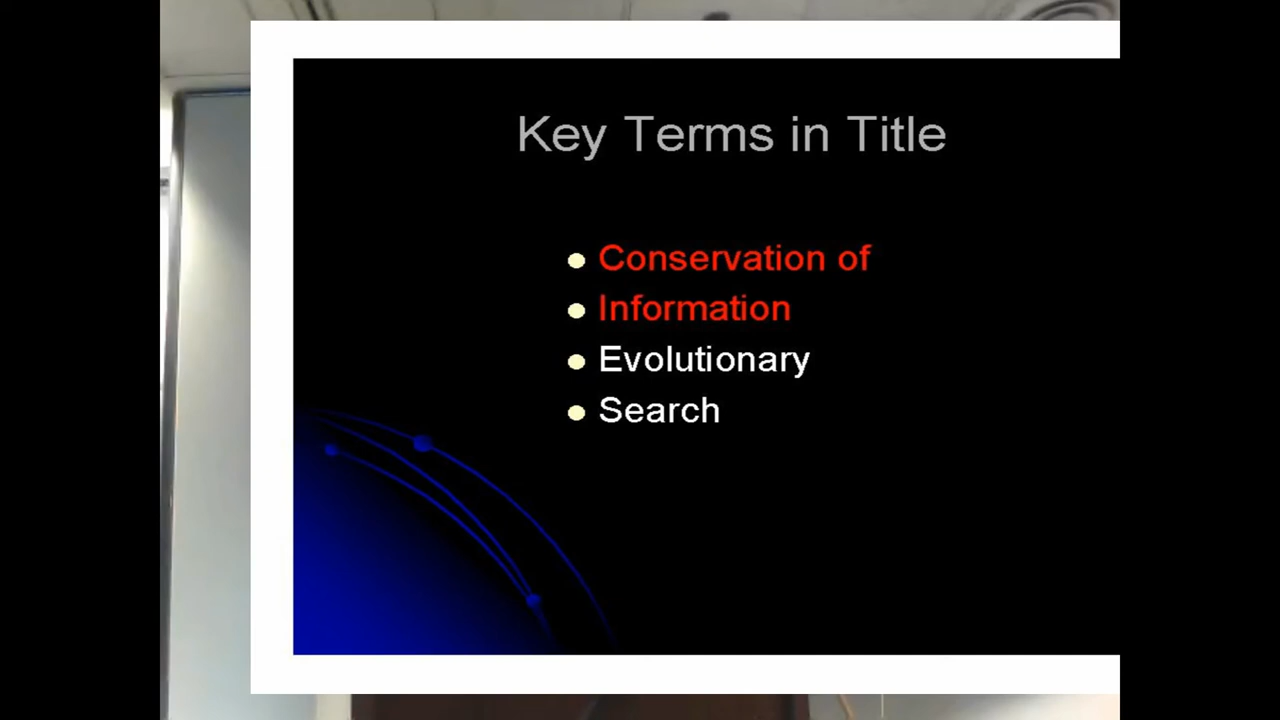 Key Terms in Title
Conservation of
Information
Evolutionary
Search